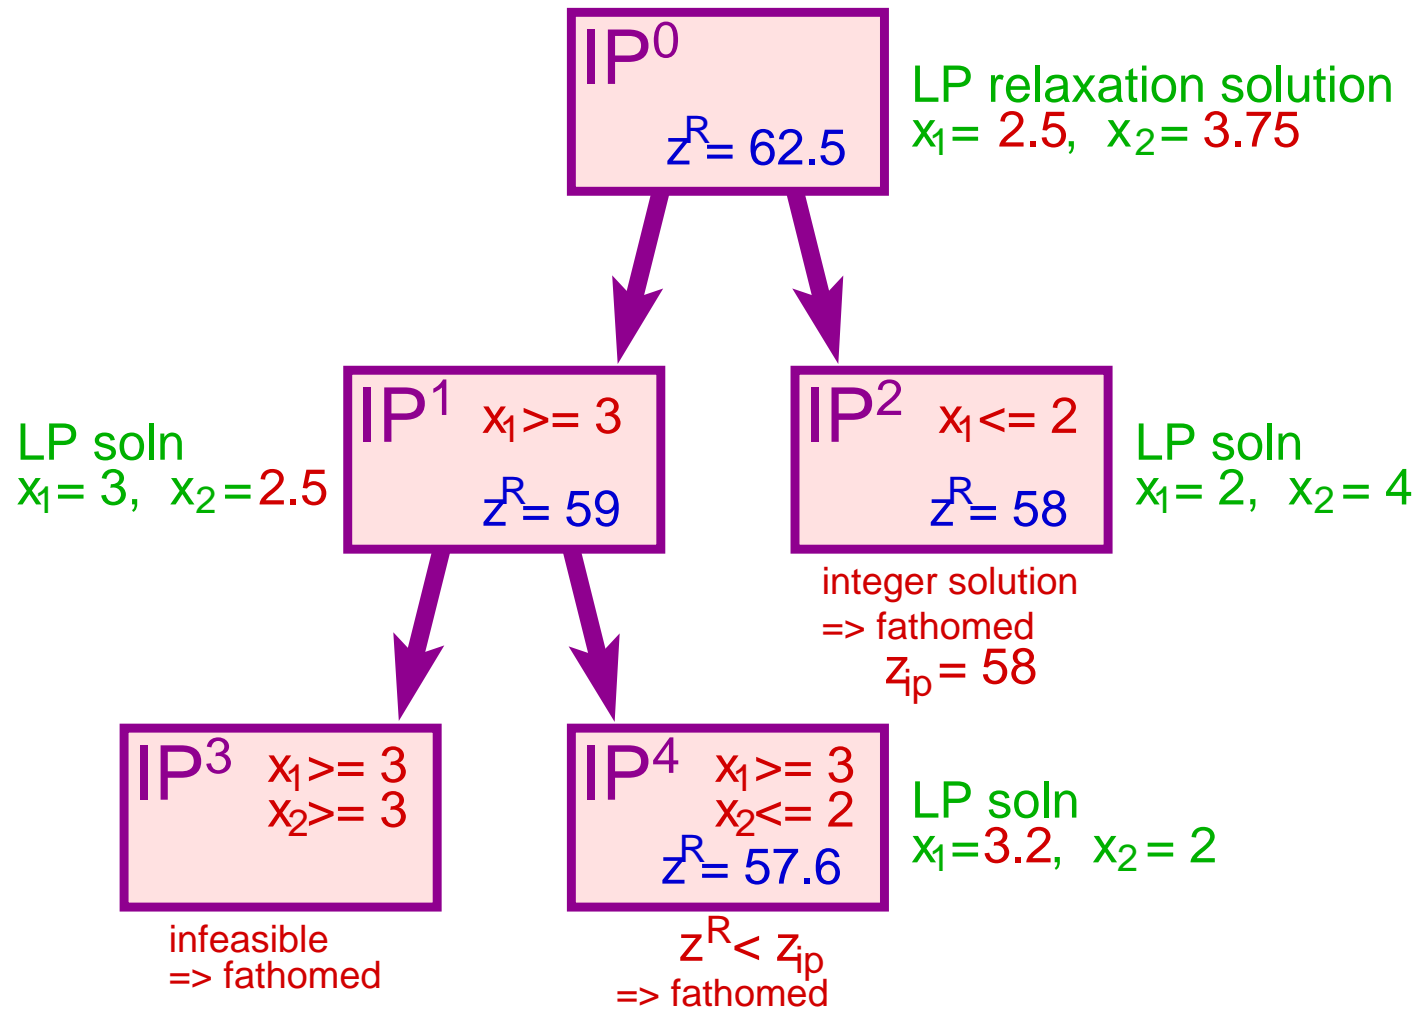 IP⁰
z^R = 62.5
LP relaxation solution
x₁= 2.5, x₂= 3.75
LP soln
x₁= 3, x₂= 2.5
IP¹ x₁>= 3
z^R = 59
IP² x₁<= 2
z^R = 58
LP soln
x₁= 2, x₂= 4
integer solution
=> fathomed
z_ip = 58
IP³ x₁>= 3
x₂>= 3
infeasible
=> fathomed
IP⁴ x₁>= 3
x₂<= 2
z^R = 57.6
LP soln
x₁=3.2, x₂= 2
z^R < z_ip
=> fathomed